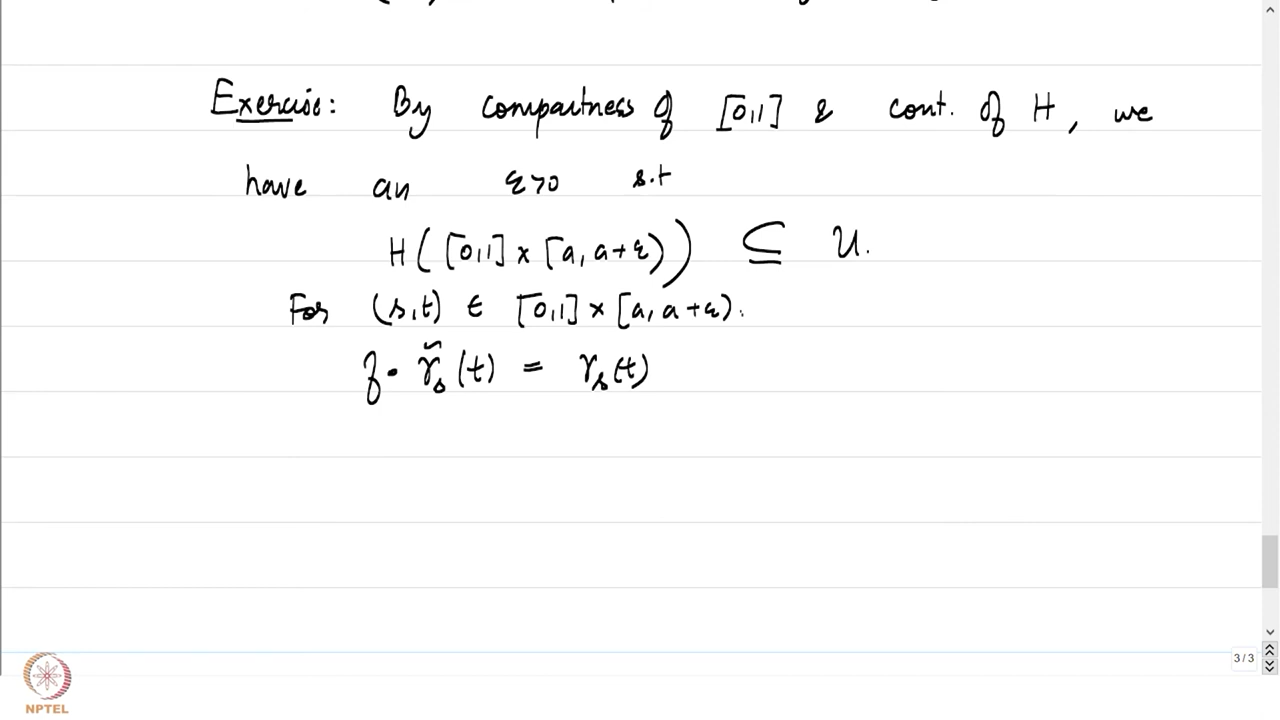 Exercise: By compactness of [0,1] & cont. of H, we
have an ε>0 s.t
H([0,1] × [a, a+ε)) ⊆ U.
For (s,t) ∈ [0,1] × [a, a+ε).
f∘γ̃ₛ(t) = γₛ(t)
3/3
NPTEL